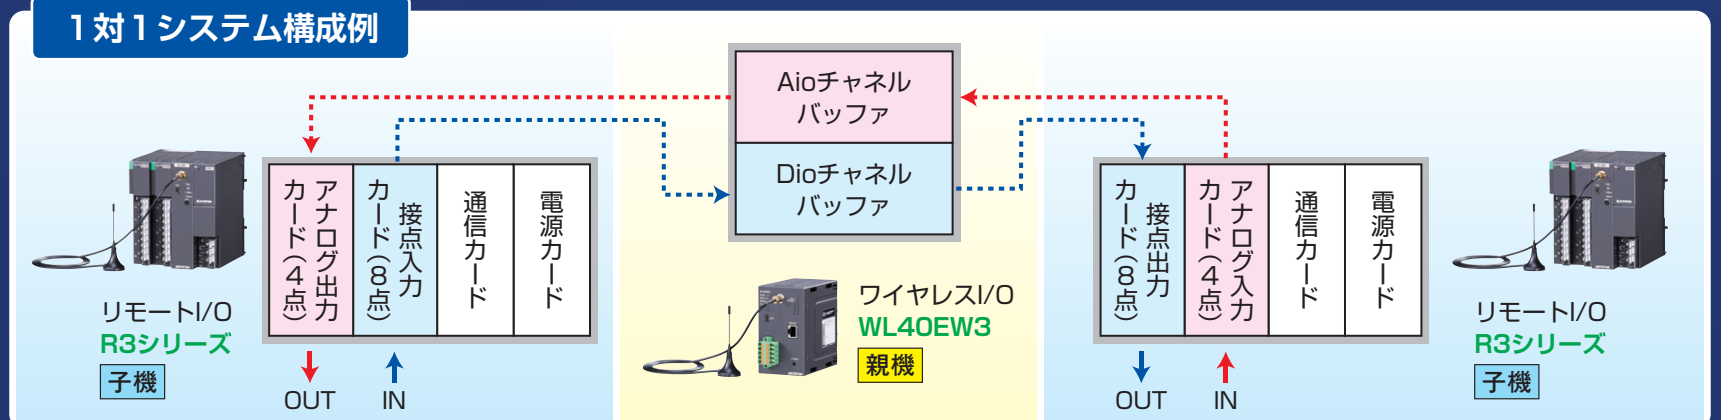 1対1システム構成例
Aioチャネル
バッファ
Dioチャネル
バッファ
アナログ出力
カード(4点)
接点入力
カード(8点)
通信カード
電源カード
リモートI/O
R3シリーズ
子機
OUT
IN
ワイヤレスI/O
WL40EW3
親機
接点出力
カード(8点)
アナログ入力
カード(4点)
通信カード
電源カード
リモートI/O
R3シリーズ
子機
OUT
IN